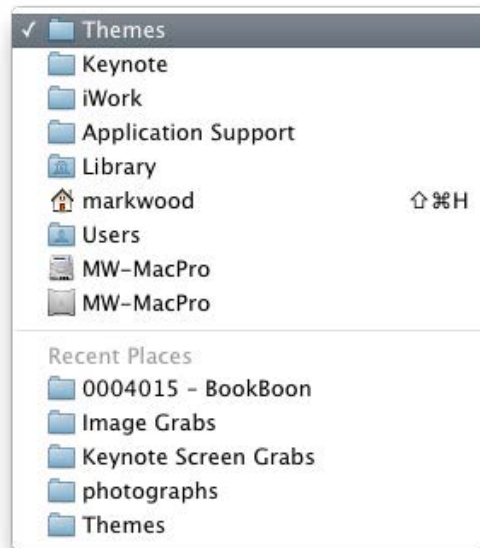 ✓ Themes
Keynote
iWork
Application Support
Library
markwood ⇧⌘H
Users
MW-MacPro
MW-MacPro
Recent Places
0004015 - BookBoon
Image Grabs
Keynote Screen Grabs
photographs
Themes